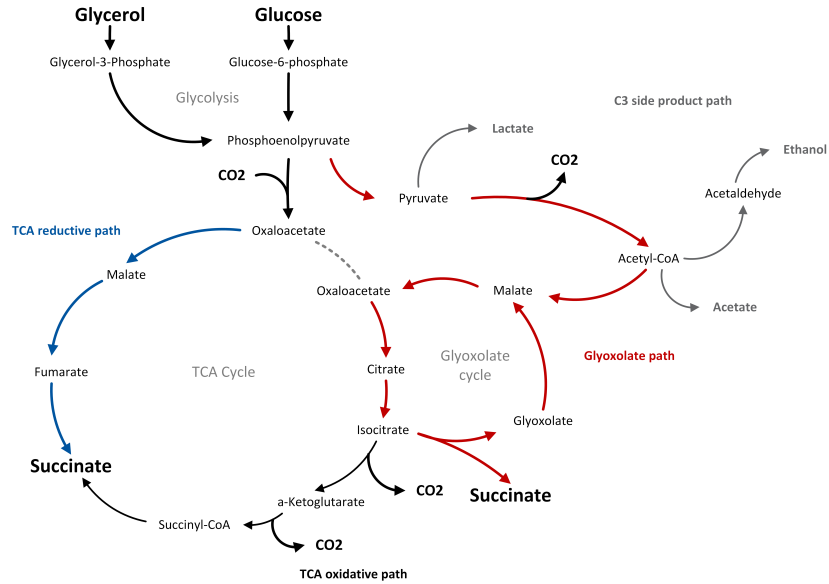 Glycerol
Glucose
Glycerol-3-Phosphate
Glucose-6-phosphate
Glycolysis
C3 side product path
Lactate
Phosphoenolpyruvate
Ethanol
CO2
CO2
Pyruvate
Acetaldehyde
TCA reductive path
Oxaloacetate
Acetyl-CoA
Malate
Oxaloacetate
Malate
Acetate
Fumarate
TCA Cycle
Citrate
Glyoxolate
cycle
Glyoxolate path
Glyoxolate
Isocitrate
Succinate
CO2
Succinate
a-Ketoglutarate
Succinyl-CoA
CO2
TCA oxidative path